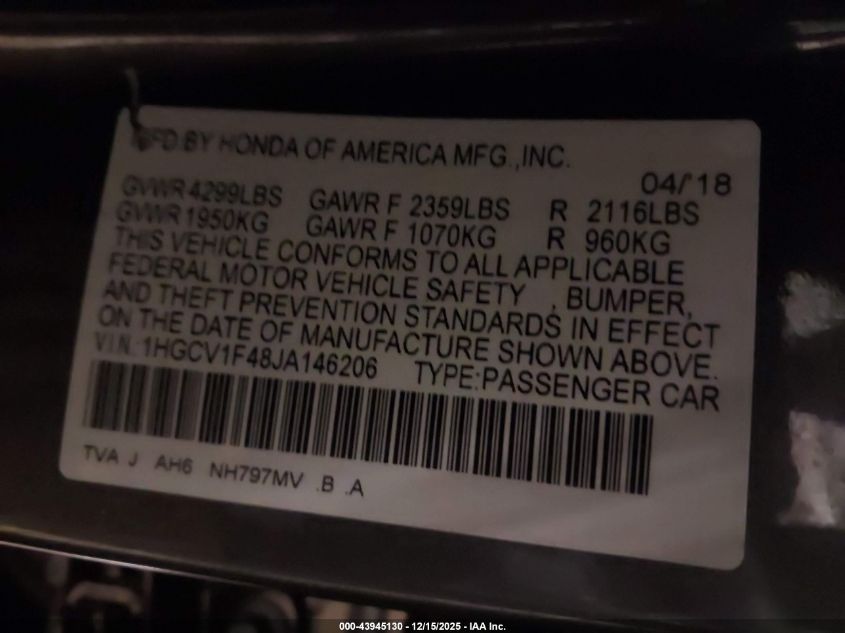 MFD.BY HONDA OF AMERICA MFG.,INC.
04/'18
GVWR 4299LBS GAWR F 2359LBS R 2116LBS
GVWR 1950KG GAWR F 1070KG R 960KG
THIS VEHICLE CONFORMS TO ALL APPLICABLE
FEDERAL MOTOR VEHICLE SAFETY , BUMPER,
AND THEFT PREVENTION STANDARDS IN EFFECT
ON THE DATE OF MANUFACTURE SHOWN ABOVE.
V.I.N. 1HGCV1F48JA146206 TYPE:PASSENGER CAR
TVA J AH6 NH797MV .B .A
000-43945130 - 12/15/2025 - IAA Inc.